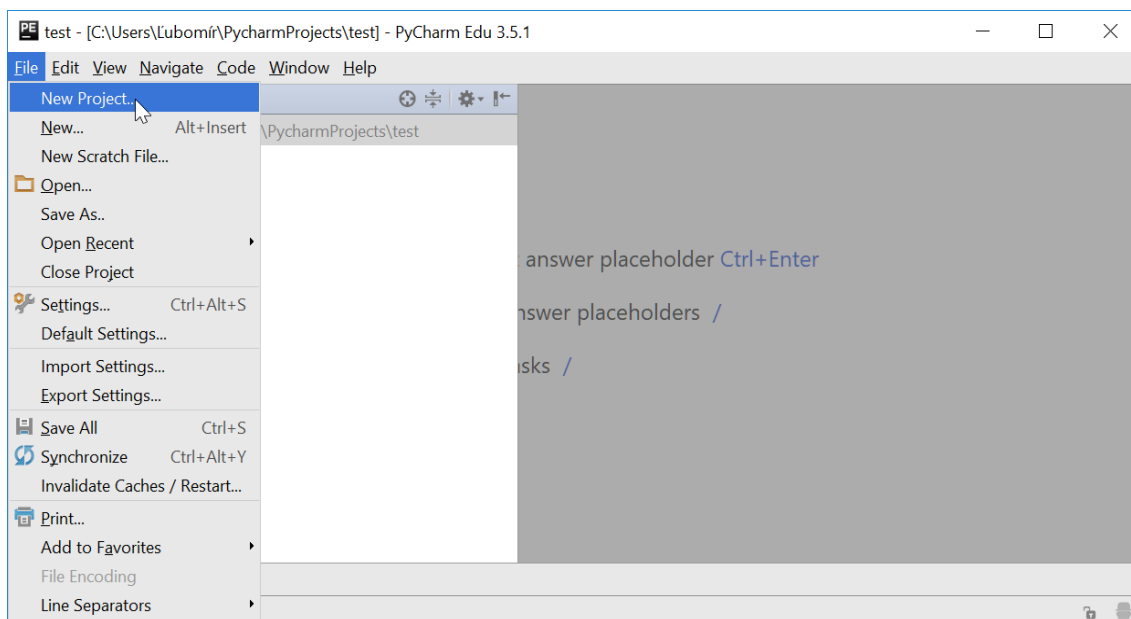 PE test - [C:\Users\Ľubomír\PycharmProjects\test] - PyCharm Edu 3.5.1
File Edit View Navigate Code Window Help
New Project...
New... Alt+Insert
\PycharmProjects\test
New Scratch File...
Open...
Save As..
Open Recent
Close Project
answer placeholder Ctrl+Enter
Settings... Ctrl+Alt+S
nswer placeholders /
Default Settings...
Import Settings...
sks /
Export Settings...
Save All Ctrl+S
Synchronize Ctrl+Alt+Y
Invalidate Caches / Restart...
Print...
Add to Favorites
File Encoding
Line Separators